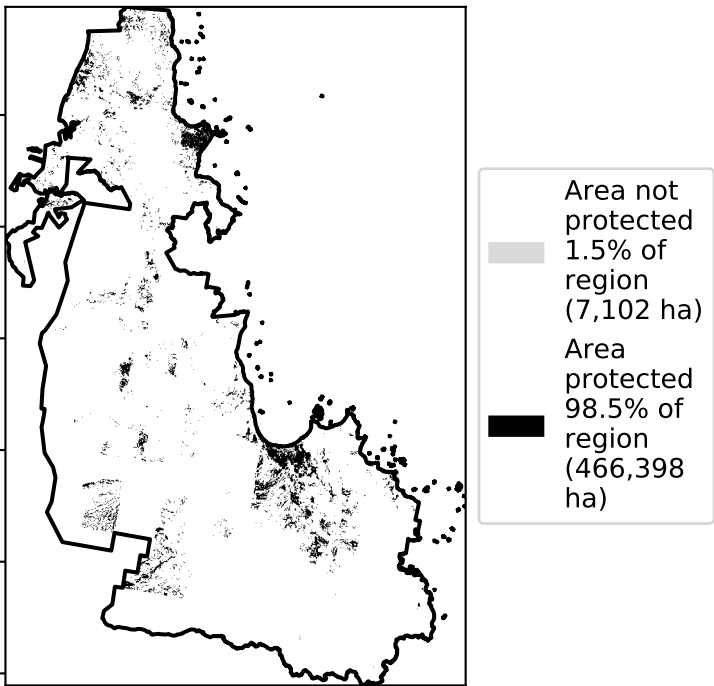 Area not
protected
1.5% of
region
(7,102 ha)
Area
protected
98.5% of
region
(466,398
ha)